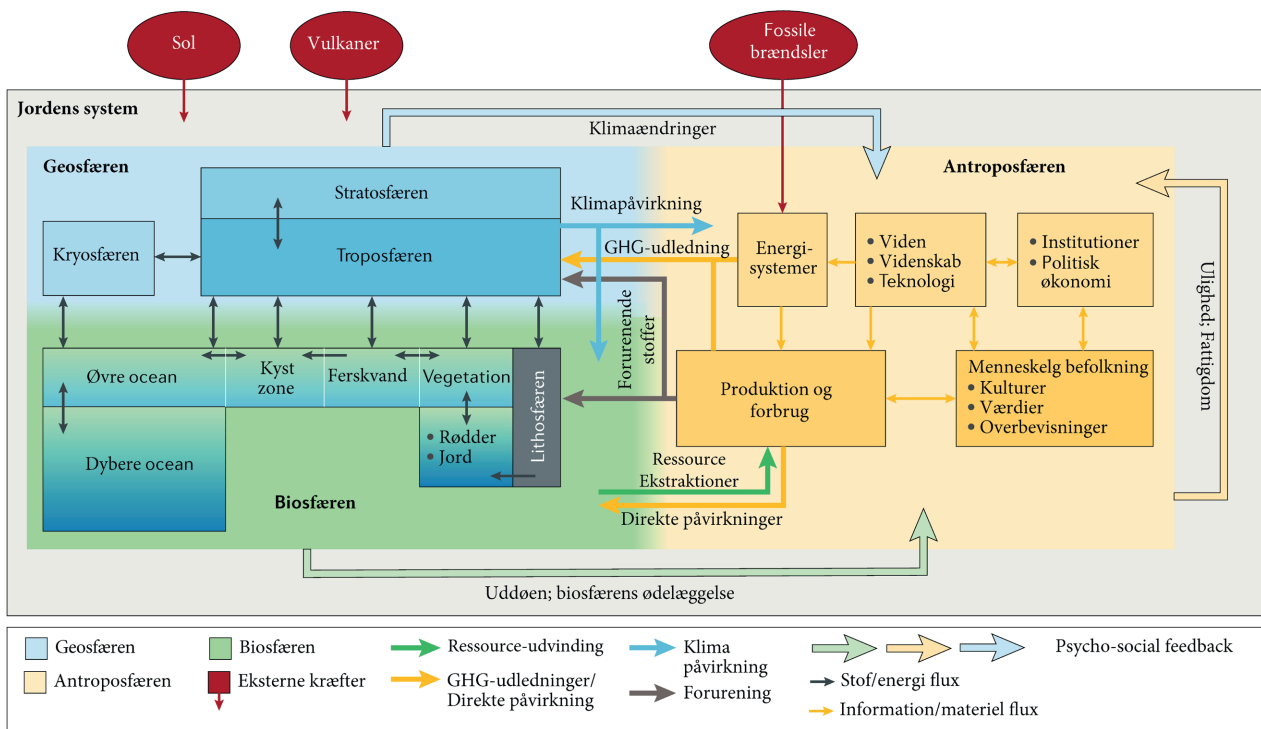 Sol
Vulkaner
Fossile
brændsler
Jordens system
Klimaændringer
Geosfæren
Antroposfæren
Stratosfæren
Troposfæren
Kryosfæren
Klimapåvirkning
GHG-udledning
Energi-
systemer
Viden
Videnskab
Teknologi
Institutioner
Politisk
økonomi
Ulighed; Fattigdom
Forurenende
stoffer
Øvre ocean
Kyst
zone
Ferskvand
Vegetation
Lithosfæren
Produktion og
forbrug
Menneskelg befolkning
Kulturer
Værdier
Overbevisninger
Dybere ocean
Rødder
Jord
Biosfæren
Ressource
Ekstraktioner
Direkte påvirkninger
Uddøen; biosfærens ødelæggelse
Geosfæren
Biosfæren
Ressource-udvinding
Klima
påvirkning
Psycho-social feedback
Antroposfæren
Eksterne kræfter
GHG-udledninger/
Direkte påvirkning
Forurening
Stof/energi flux
Information/materiel flux